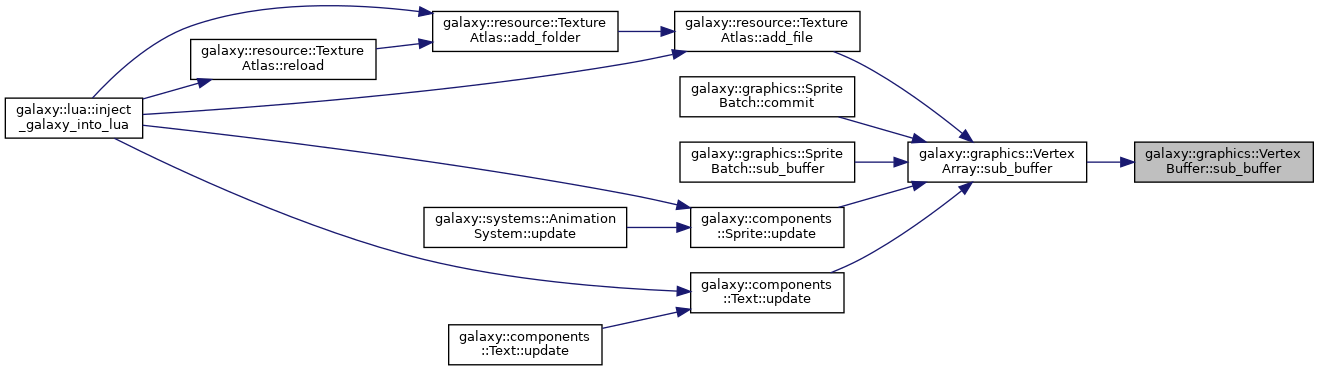 galaxy::resource::Texture
Atlas::add_folder
galaxy::resource::Texture
Atlas::add_file
galaxy::resource::Texture
Atlas::reload
galaxy::graphics::Sprite
Batch::commit
galaxy::lua::inject
_galaxy_into_lua
galaxy::graphics::Sprite
Batch::sub_buffer
galaxy::graphics::Vertex
Array::sub_buffer
galaxy::graphics::Vertex
Buffer::sub_buffer
galaxy::systems::Animation
System::update
galaxy::components
::Sprite::update
galaxy::components
::Text::update
galaxy::components
::Text::update